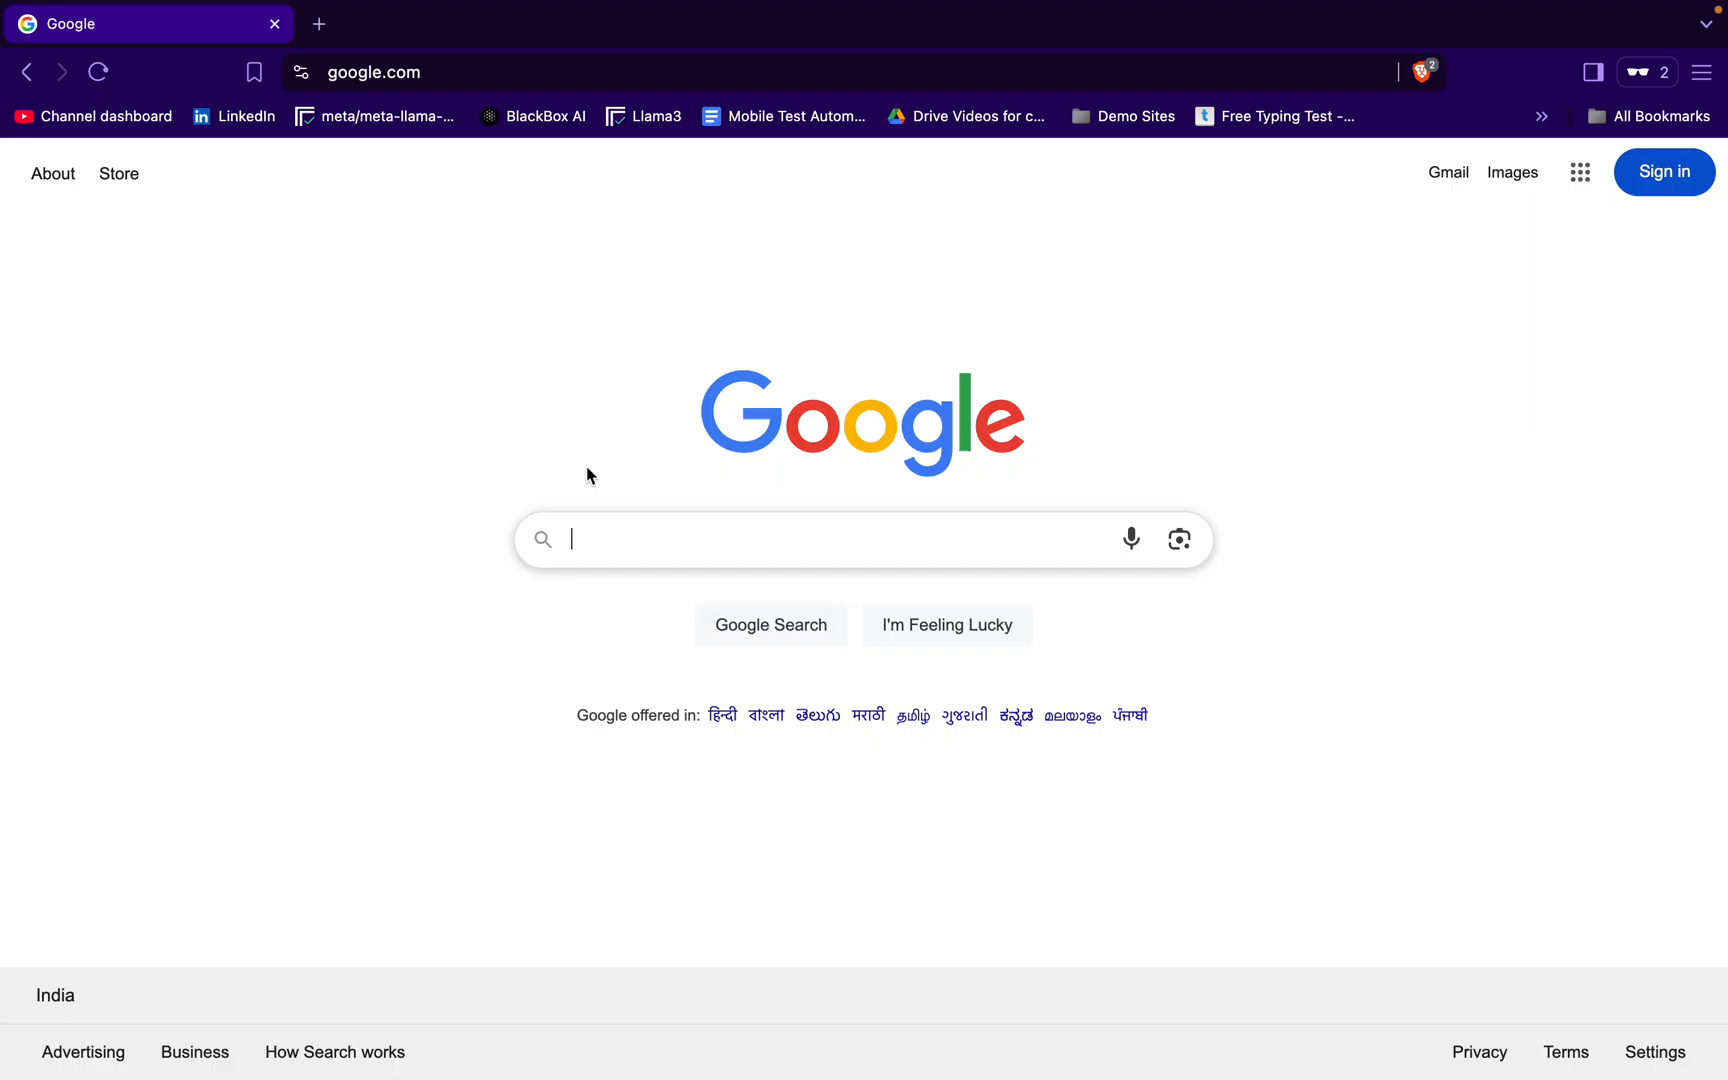 Google
google.com
2
2
Channel dashboard LinkedIn meta/meta-llama-... BlackBox AI Llama3 Mobile Test Autom... Drive Videos for c... Demo Sites Free Typing Test -... » All Bookmarks
About Store Gmail Images Sign in
Google
Google Search I'm Feeling Lucky
Google offered in: हिन्दी বাংলা తెలుగు मराठी தமிழ் ગુજરાતી ಕನ್ನಡ മലയാളം ਪੰਜਾਬੀ
India
Advertising Business How Search works Privacy Terms Settings